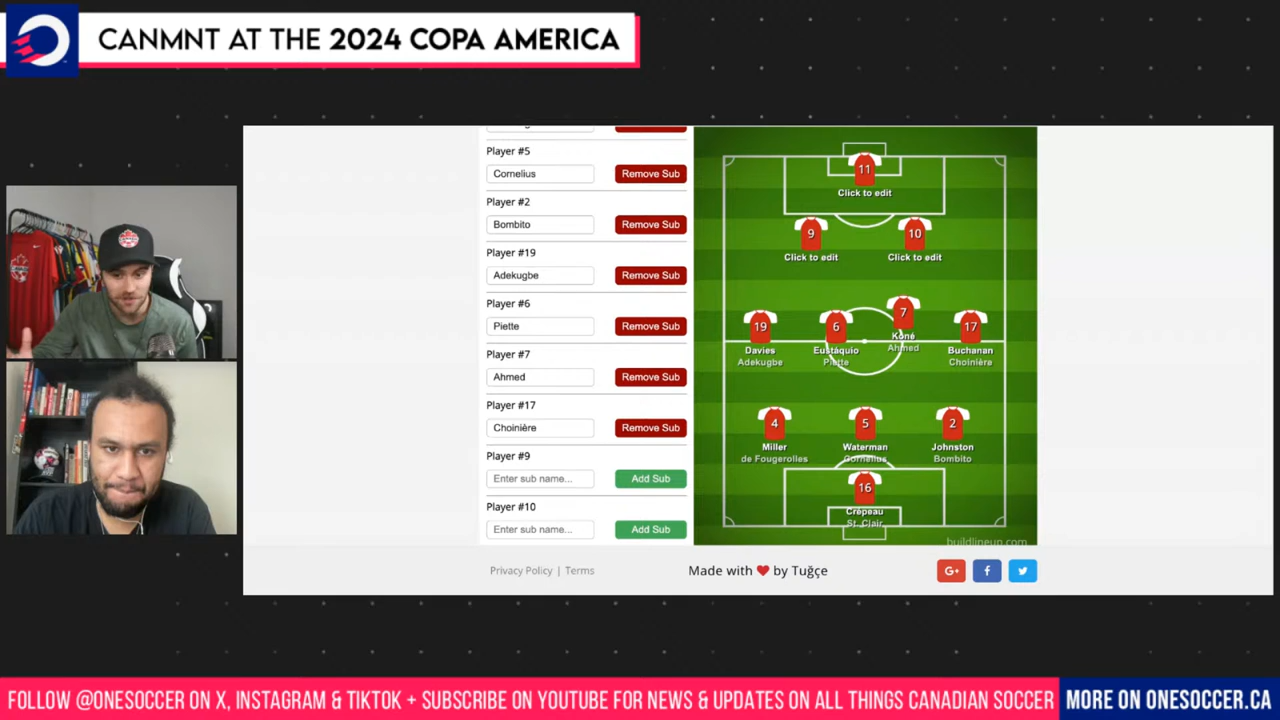 CANMNT AT THE 2024 COPA AMERICA
Player #5
Cornelius
Remove Sub
Player #2
Bombito
Remove Sub
Player #19
Adekugbe
Remove Sub
Player #6
Piette
Remove Sub
Player #7
Ahmed
Remove Sub
Player #17
Choinière
Remove Sub
Player #9
Enter sub name...
Add Sub
Player #10
Enter sub name...
Add Sub
11
Click to edit
9
Click to edit
10
Click to edit
19
Davies
Adekugbe
6
Eustáquio
Piette
7
Koné
Ahmed
17
Buchanan
Choinière
4
Miller
de Fougerolles
5
Waterman
Cornelius
2
Johnston
Bombito
16
Crépeau
St. Clair
buildlineup.com
Privacy Policy | Terms
Made with ❤ by Tuğçe
G+
FOLLOW @ONESOCCER ON X, INSTAGRAM & TIKTOK + SUBSCRIBE ON YOUTUBE FOR NEWS & UPDATES ON ALL THINGS CANADIAN SOCCER
MORE ON ONESOCCER.CA